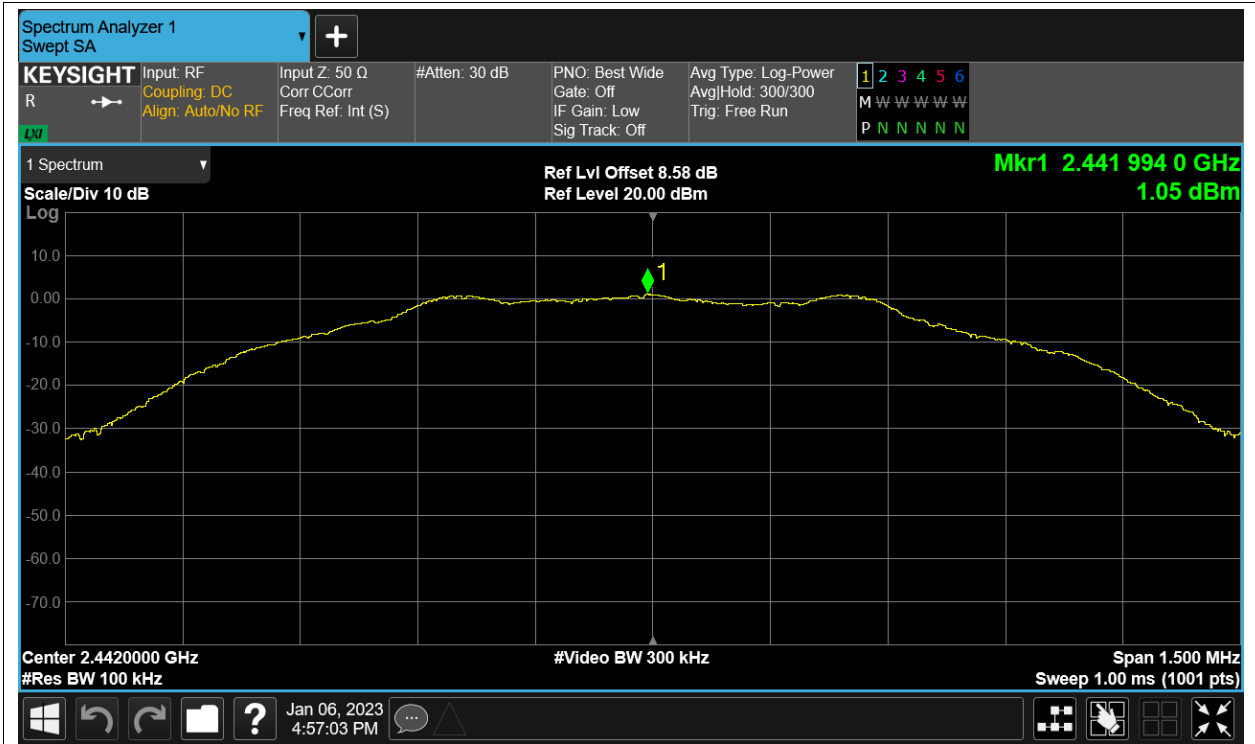 Spectrum Analyzer 1
Swept SA
KEYSIGHT
R
LXI
Input: RF
Coupling: DC
Align: Auto/No RF
Input Z: 50 Ω
Corr CCorr
Freq Ref: Int (S)
#Atten: 30 dB
PNO: Best Wide
Gate: Off
IF Gain: Low
Sig Track: Off
Avg Type: Log-Power
Avg|Hold: 300/300
Trig: Free Run
1 2 3 4 5 6
M W W W W W
P N N N N N
1 Spectrum
Scale/Div 10 dB
Log
Ref Lvl Offset 8.58 dB
Ref Level 20.00 dBm
Mkr1 2.441 994 0 GHz
1.05 dBm
1
10.0
0.00
-10.0
-20.0
-30.0
-40.0
-50.0
-60.0
-70.0
Center 2.4420000 GHz
#Res BW 100 kHz
#Video BW 300 kHz
Span 1.500 MHz
Sweep 1.00 ms (1001 pts)
?
Jan 06, 2023
4:57:03 PM